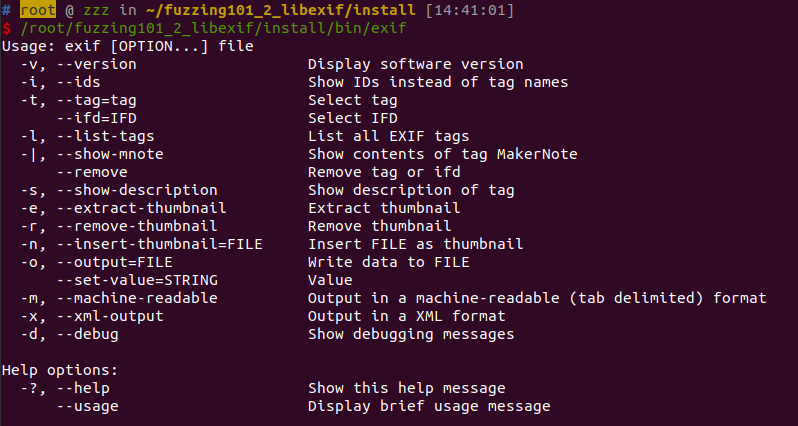 # root @ zzz in ~/fuzzing101_2_libexif/install [14:41:01]
$ /root/fuzzing101_2_libexif/install/bin/exif
Usage: exif [OPTION...] file
  -v, --version                   Display software version
  -i, --ids                       Show IDs instead of tag names
  -t, --tag=tag                   Select tag
      --ifd=IFD                   Select IFD
  -l, --list-tags                 List all EXIF tags
  -|, --show-mnote                Show contents of tag MakerNote
      --remove                    Remove tag or ifd
  -s, --show-description          Show description of tag
  -e, --extract-thumbnail         Extract thumbnail
  -r, --remove-thumbnail          Remove thumbnail
  -n, --insert-thumbnail=FILE     Insert FILE as thumbnail
  -o, --output=FILE               Write data to FILE
      --set-value=STRING          Value
  -m, --machine-readable          Output in a machine-readable (tab delimited) format
  -x, --xml-output                Output in a XML format
  -d, --debug                     Show debugging messages

Help options:
  -?, --help                      Show this help message
      --usage                     Display brief usage message